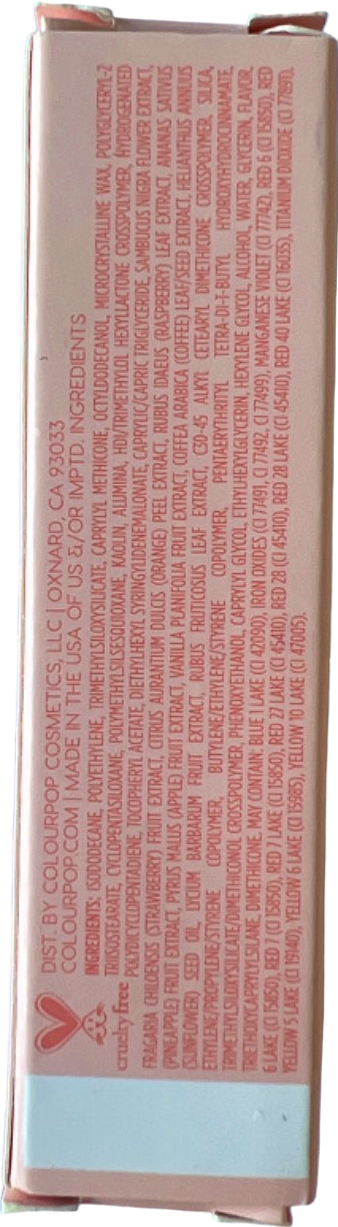 DIST. BY COLOURPOP COSMETICS, LLC | OXNARD, CA 93033
COLOURPOP.COM | MADE IN THE USA OF US &/OR IMPTD. INGREDIENTS
cruelty free
INGREDIENTS: ISODODECANE, POLYETHYLENE, TRIMETHYLSILOXYSILICATE, CAPRYLYL METHICONE, OCTYLDODECANOL, MICROCRYSTALLINE WAX, POLYGLYCERYL-2
TRIISOSTEARATE, CYCLOPENTASILOXANE, POLYMETHYLSILSESQUIOXANE, KAOLIN, ALUMINA, HDI/TRIMETHYLOL HEXYLLACTONE CROSSPOLYMER, HYDROGENATED
POLYDICYCLOPENTADIENE, TOCOPHERYL ACETATE, DIETHYLHEXYL SYRINGYLIDENEMALONATE, CAPRYLIC/CAPRIC TRIGLYCERIDE, SAMBUCUS NIGRA FLOWER EXTRACT,
FRAGARIA CHILOENSIS (STRAWBERRY) FRUIT EXTRACT, CITRUS AURANTIUM DULCIS (ORANGE) PEEL EXTRACT, RUBUS IDAEUS (RASPBERRY) LEAF EXTRACT, ANANAS SATIVUS
(PINEAPPLE) FRUIT EXTRACT, PYRUS MALUS (APPLE) FRUIT EXTRACT, VANILLA PLANIFOLIA FRUIT EXTRACT, COFFEA ARABICA (COFFEE) LEAF/SEED EXTRACT, HELIANTHUS ANNUUS
(SUNFLOWER) SEED OIL, LYCIUM BARBARUM FRUIT EXTRACT, RUBUS FRUTICOSUS LEAF EXTRACT, C30-45 ALKYL CETEARYL DIMETHICONE CROSSPOLYMER, SILICA,
ETHYLENE/PROPYLENE/STYRENE COPOLYMER, BUTYLENE/ETHYLENE/STYRENE COPOLYMER, PENTAERYTHRITYL TETRA-DI-T-BUTYL HYDROXYHYDROCINNAMATE,
TRIMETHYLSILOXYSILICATE/DIMETHICONOL CROSSPOLYMER, PHENOXYETHANOL, CAPRYLYL GLYCOL, ETHYLHEXYLGLYCERIN, HEXYLENE GLYCOL, ALCOHOL, WATER, GLYCERIN, FLAVOR,
TRIETHOXYCAPRYLYLSILANE, DIMETHICONE. MAY CONTAIN: BLUE 1 LAKE (CI 42090), IRON OXIDES (CI 77491, CI 77492, CI 77499), MANGANESE VIOLET (CI 77742), RED 6 (CI 15850), RED
6 LAKE (CI 15850), RED 7 (CI 15850), RED 7 LAKE (CI 15850), RED 27 LAKE (CI 45410), RED 28 (CI 45410), RED 28 LAKE (CI 45410), RED 40 LAKE (CI 16035), TITANIUM DIOXIDE (CI 77891),
YELLOW 5 LAKE (CI 19140), YELLOW 6 LAKE (CI 15985), YELLOW 10 LAKE (CI 47005).